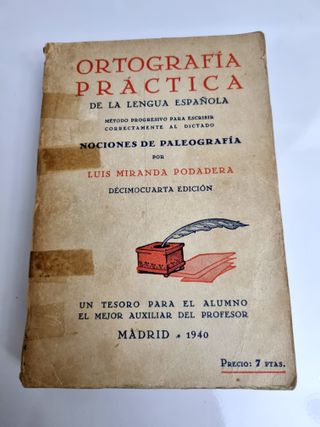 ORTOGRAFÍA
PRÁCTICA
DE LA LENGUA ESPAÑOLA
MÉTODO PROGRESIVO PARA ESCRIBIR
CORRECTAMENTE AL DICTADO
NOCIONES DE PALEOGRAFÍA
POR
LUIS MIRANDA PODADERA
DÉCIMOCUARTA EDICIÓN
UN TESORO PARA EL ALUMNO
EL MEJOR AUXILIAR DEL PROFESOR
MADRID 1940
PRECIO: 7 PTAS.